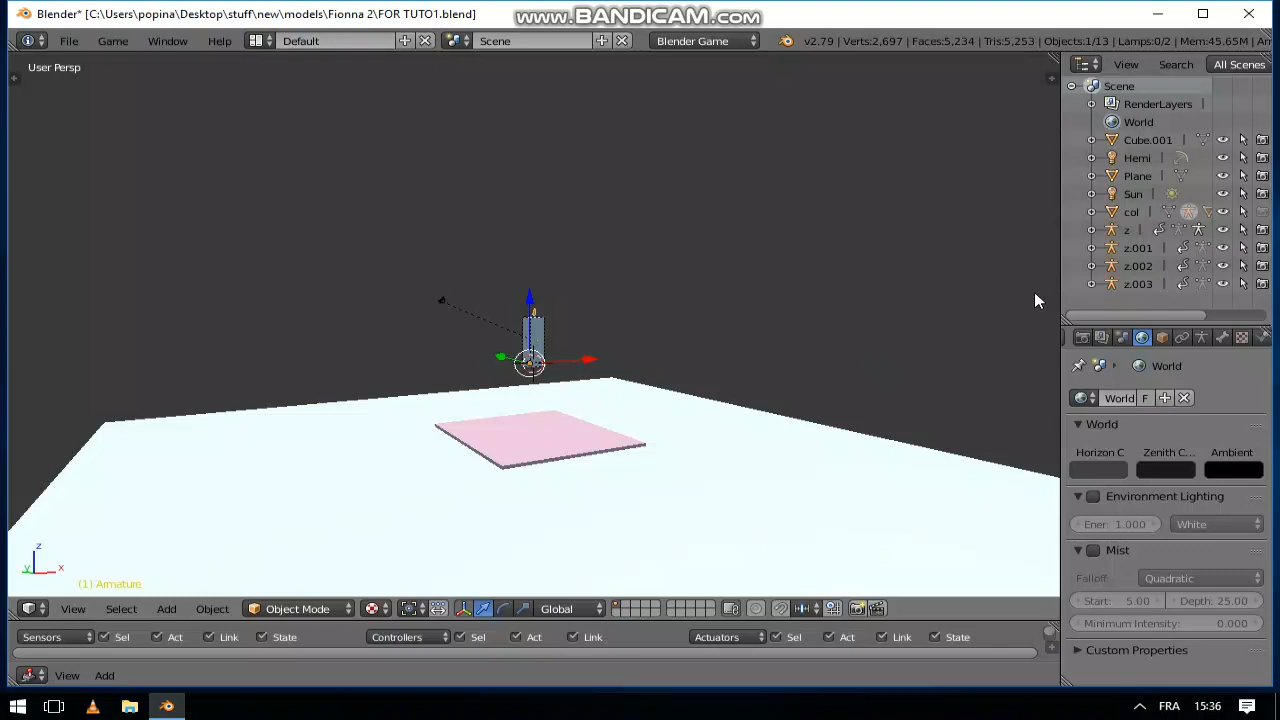 Blender* [C:\Users\popina\Desktop\stuff\new\models\Fionna 2\FOR TUTO1.blend]
www.BANDICAM.com
File Game Window Help Default Scene Blender Game v2.79 | Verts:2,697 | Faces:5,234 | Tris:5,253 | Objects:1/13 | Lamps:0/2 | Mem:45.65M | Ar
User Persp
View Search All Scenes
Scene
RenderLayers
World
Cube.001
Hemi
Plane
Sun
col
z
z.001
z.002
z.003
World
World F
World
Horizon C Zenith C... Ambient
Environment Lighting
Ener: 1.000 White
Mist
Falloff: Quadratic
Start: 5.00 Depth: 25.00
Minimum Intensity: 0.000
Custom Properties
z
y x
(1) Armature
View Select Add Object Object Mode Global
Sensors Sel Act Link State Controllers Sel Act Link Actuators Sel Act Link State
View Add
FRA 15:36